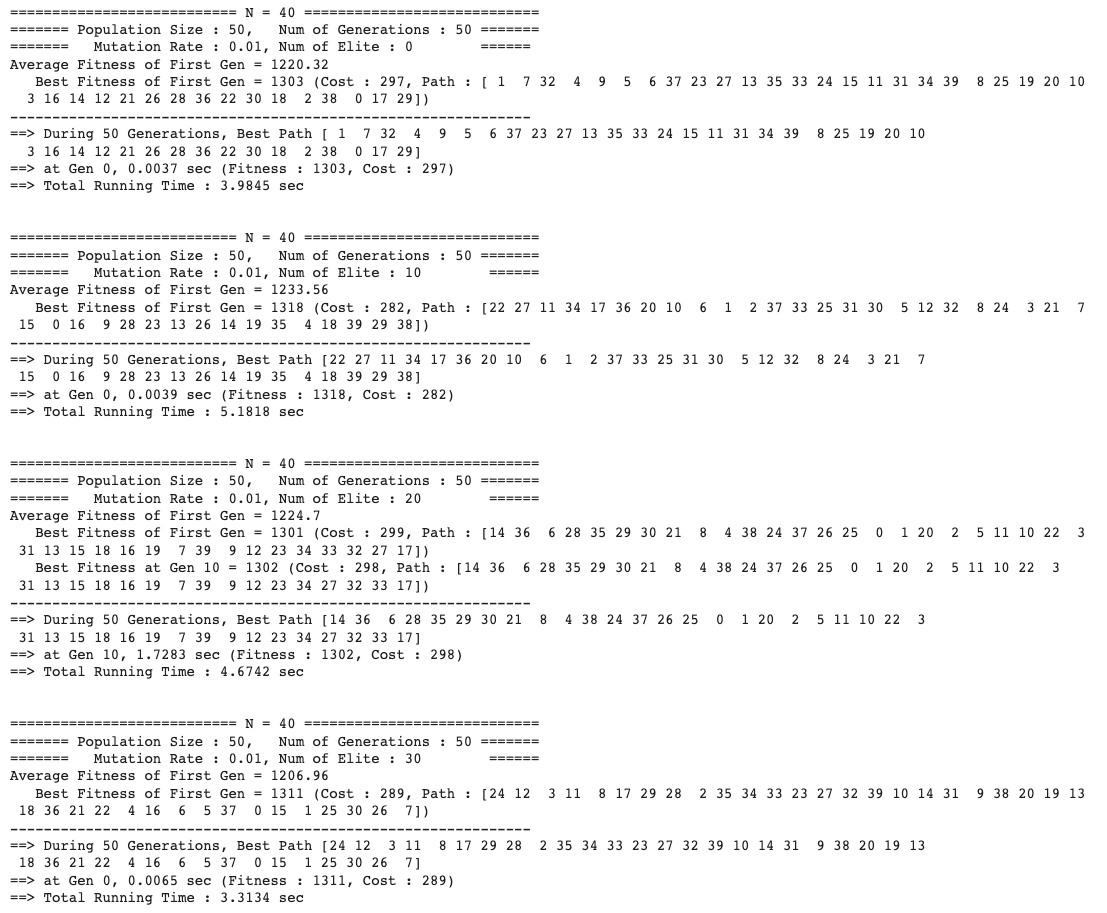 =========================== N = 40 ============================
======= Population Size : 50,   Num of Generations : 50 =======
=======   Mutation Rate : 0.01, Num of Elite : 0        ======
Average Fitness of First Gen = 1220.32
   Best Fitness of First Gen = 1303 (Cost : 297, Path : [ 1  7 32  4  9  5  6 37 23 27 13 35 33 24 15 11 31 34 39  8 25 19 20 10
  3 16 14 12 21 26 28 36 22 30 18  2 38  0 17 29])
--------------------------------------------------------------
==> During 50 Generations, Best Path [ 1  7 32  4  9  5  6 37 23 27 13 35 33 24 15 11 31 34 39  8 25 19 20 10
  3 16 14 12 21 26 28 36 22 30 18  2 38  0 17 29]
==> at Gen 0, 0.0037 sec (Fitness : 1303, Cost : 297)
==> Total Running Time : 3.9845 sec
=========================== N = 40 ============================
======= Population Size : 50,   Num of Generations : 50 =======
=======   Mutation Rate : 0.01, Num of Elite : 10        ======
Average Fitness of First Gen = 1233.56
   Best Fitness of First Gen = 1318 (Cost : 282, Path : [22 27 11 34 17 36 20 10  6  1  2 37 33 25 31 30  5 12 32  8 24  3 21  7
 15  0 16  9 28 23 13 26 14 19 35  4 18 39 29 38])
--------------------------------------------------------------
==> During 50 Generations, Best Path [22 27 11 34 17 36 20 10  6  1  2 37 33 25 31 30  5 12 32  8 24  3 21  7
 15  0 16  9 28 23 13 26 14 19 35  4 18 39 29 38]
==> at Gen 0, 0.0039 sec (Fitness : 1318, Cost : 282)
==> Total Running Time : 5.1818 sec
=========================== N = 40 ============================
======= Population Size : 50,   Num of Generations : 50 =======
=======   Mutation Rate : 0.01, Num of Elite : 20        ======
Average Fitness of First Gen = 1224.7
   Best Fitness of First Gen = 1301 (Cost : 299, Path : [14 36  6 28 35 29 30 21  8  4 38 24 37 26 25  0  1 20  2  5 11 10 22  3
 31 13 15 18 16 19  7 39  9 12 23 34 33 32 27 17])
   Best Fitness at Gen 10 = 1302 (Cost : 298, Path : [14 36  6 28 35 29 30 21  8  4 38 24 37 26 25  0  1 20  2  5 11 10 22  3
 31 13 15 18 16 19  7 39  9 12 23 34 27 32 33 17])
--------------------------------------------------------------
==> During 50 Generations, Best Path [14 36  6 28 35 29 30 21  8  4 38 24 37 26 25  0  1 20  2  5 11 10 22  3
 31 13 15 18 16 19  7 39  9 12 23 34 27 32 33 17]
==> at Gen 10, 1.7283 sec (Fitness : 1302, Cost : 298)
==> Total Running Time : 4.6742 sec
=========================== N = 40 ============================
======= Population Size : 50,   Num of Generations : 50 =======
=======   Mutation Rate : 0.01, Num of Elite : 30        ======
Average Fitness of First Gen = 1206.96
   Best Fitness of First Gen = 1311 (Cost : 289, Path : [24 12  3 11  8 17 29 28  2 35 34 33 23 27 32 39 10 14 31  9 38 20 19 13
 18 36 21 22  4 16  6  5 37  0 15  1 25 30 26  7])
--------------------------------------------------------------
==> During 50 Generations, Best Path [24 12  3 11  8 17 29 28  2 35 34 33 23 27 32 39 10 14 31  9 38 20 19 13
 18 36 21 22  4 16  6  5 37  0 15  1 25 30 26  7]
==> at Gen 0, 0.0065 sec (Fitness : 1311, Cost : 289)
==> Total Running Time : 3.3134 sec